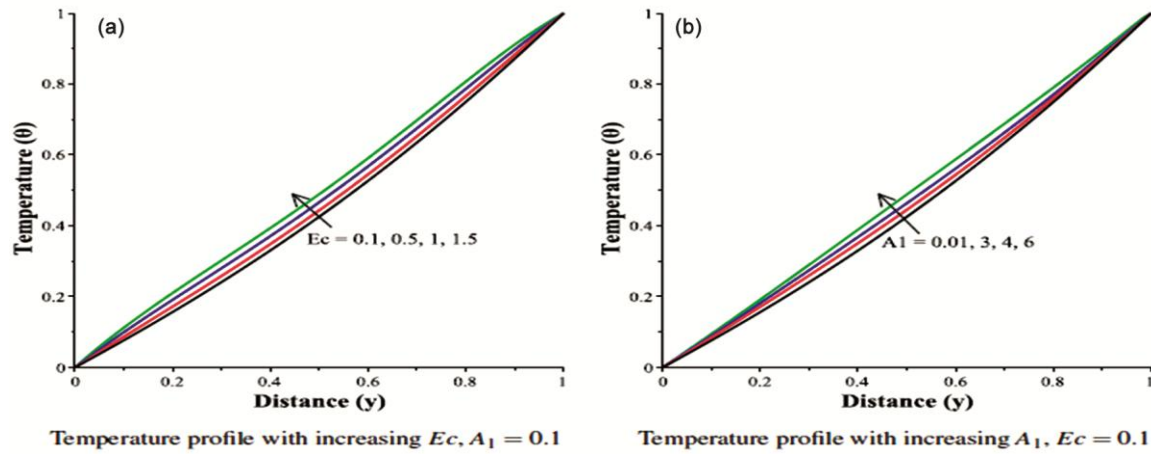 (a)
1
0.8
0.6
0.4
0.2
0
Temperature (θ)
Ec = 0.1, 0.5, 1, 1.5
0 0.2 0.4 0.6 0.8 1
Distance (y)
Temperature profile with increasing Ec, A₁ = 0.1
(b)
1
0.8
0.6
0.4
0.2
0
Temperature (θ)
A1 = 0.01, 3, 4, 6
0 0.2 0.4 0.6 0.8 1
Distance (y)
Temperature profile with increasing A₁, Ec = 0.1